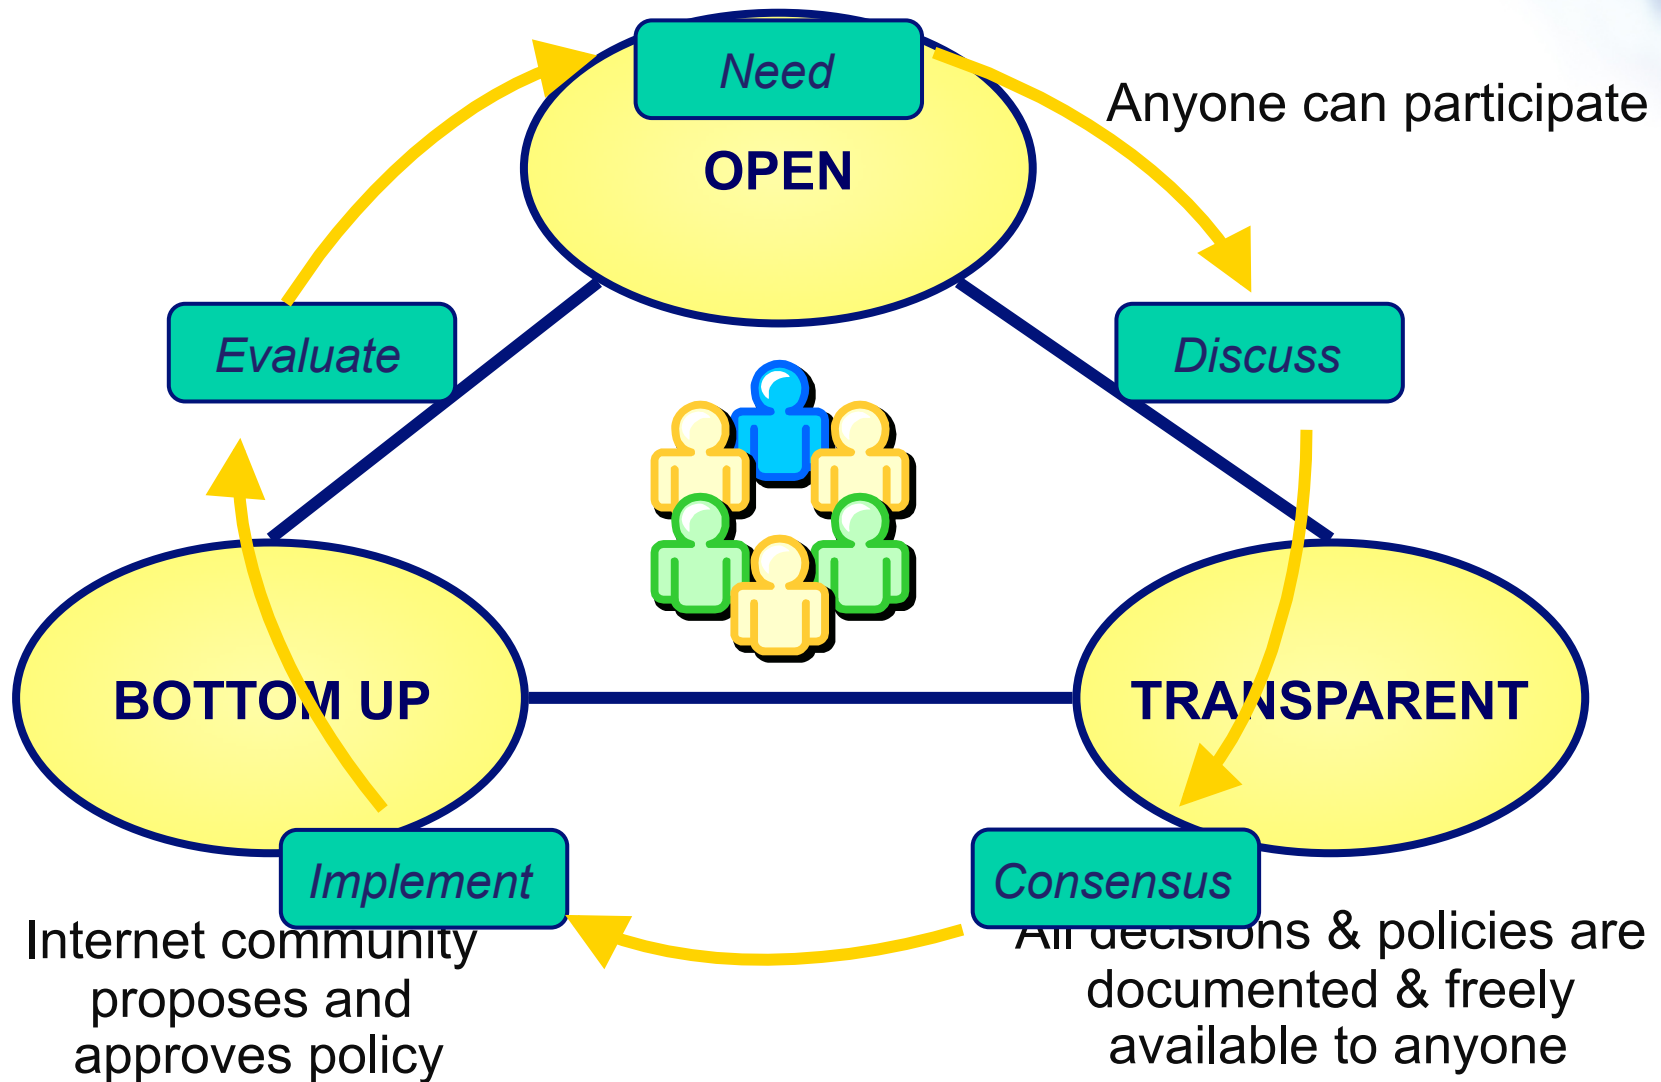 Need
Anyone can participate
OPEN
Evaluate
Discuss
BOTTOM UP
TRANSPARENT
Implement
Consensus
Internet community
proposes and
approves policy
All decisions & policies are
documented & freely
available to anyone